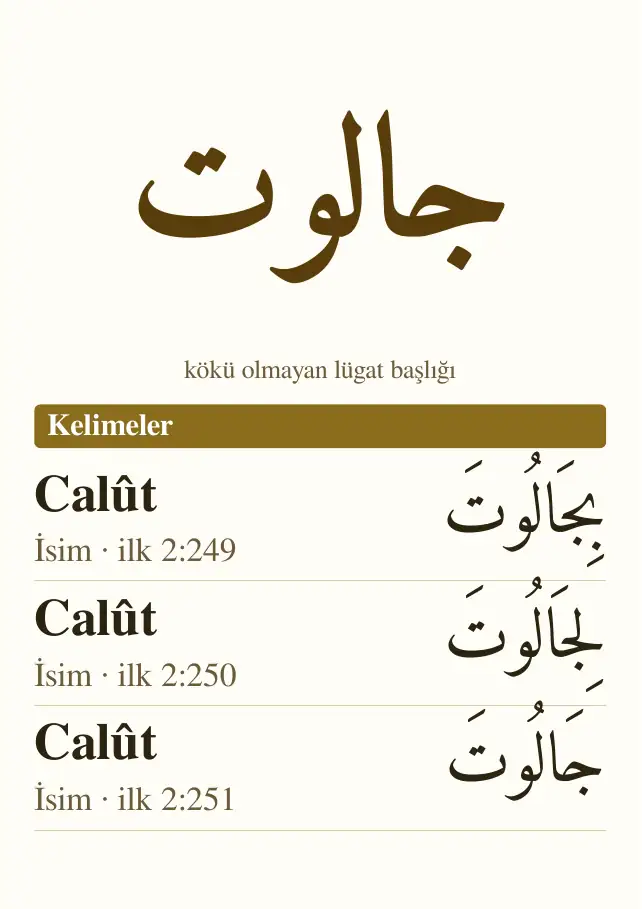 جالوت
kökü olmayan lügat başlığı
Kelimeler
Calût بِجَالُوتَ
İsim · ilk 2:249
Calût لِجَالُوتَ
İsim · ilk 2:250
Calût جَالُوتَ
İsim · ilk 2:251